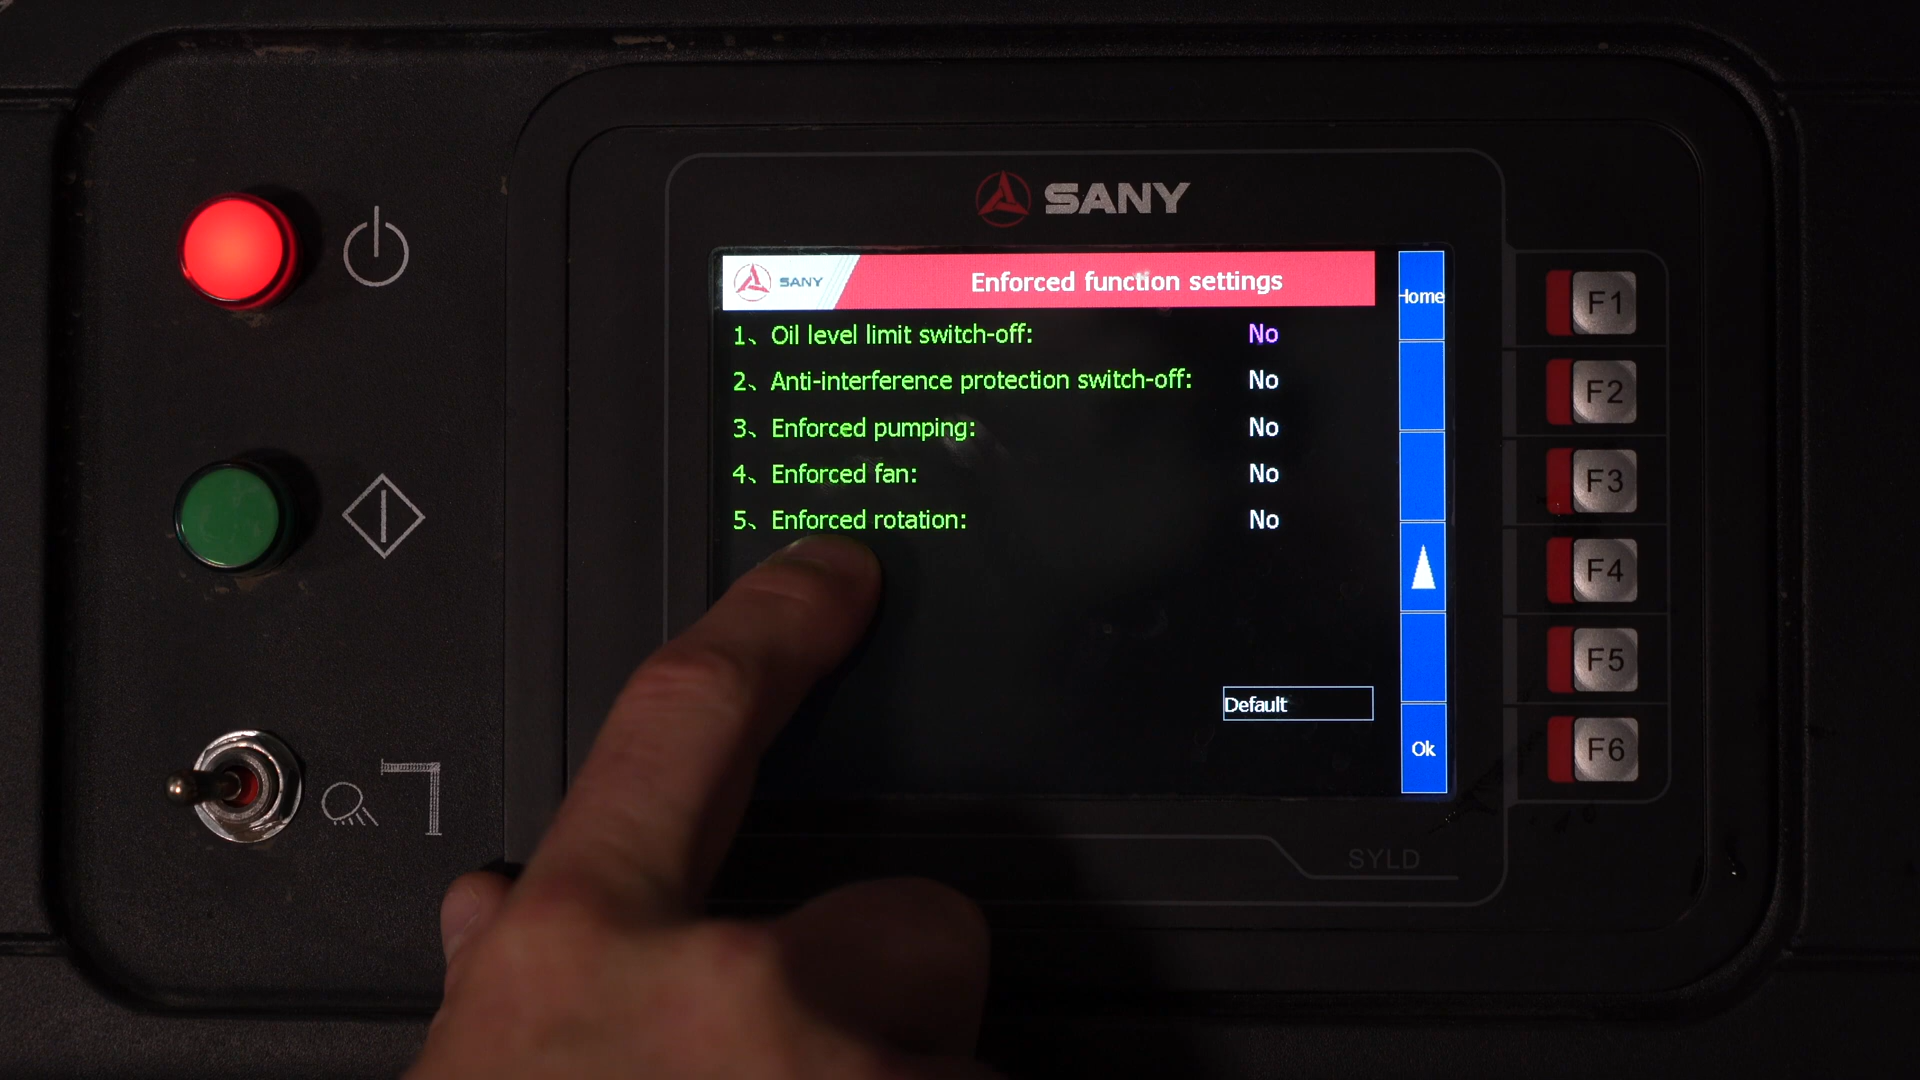 SANY
SANY
Enforced function settings
Home
1、Oil level limit switch-off: No
2、Anti-interference protection switch-off: No
3、Enforced pumping: No
4、Enforced fan: No
5、Enforced rotation: No
Default
Ok
F1
F2
F3
F4
F5
F6
SYLD